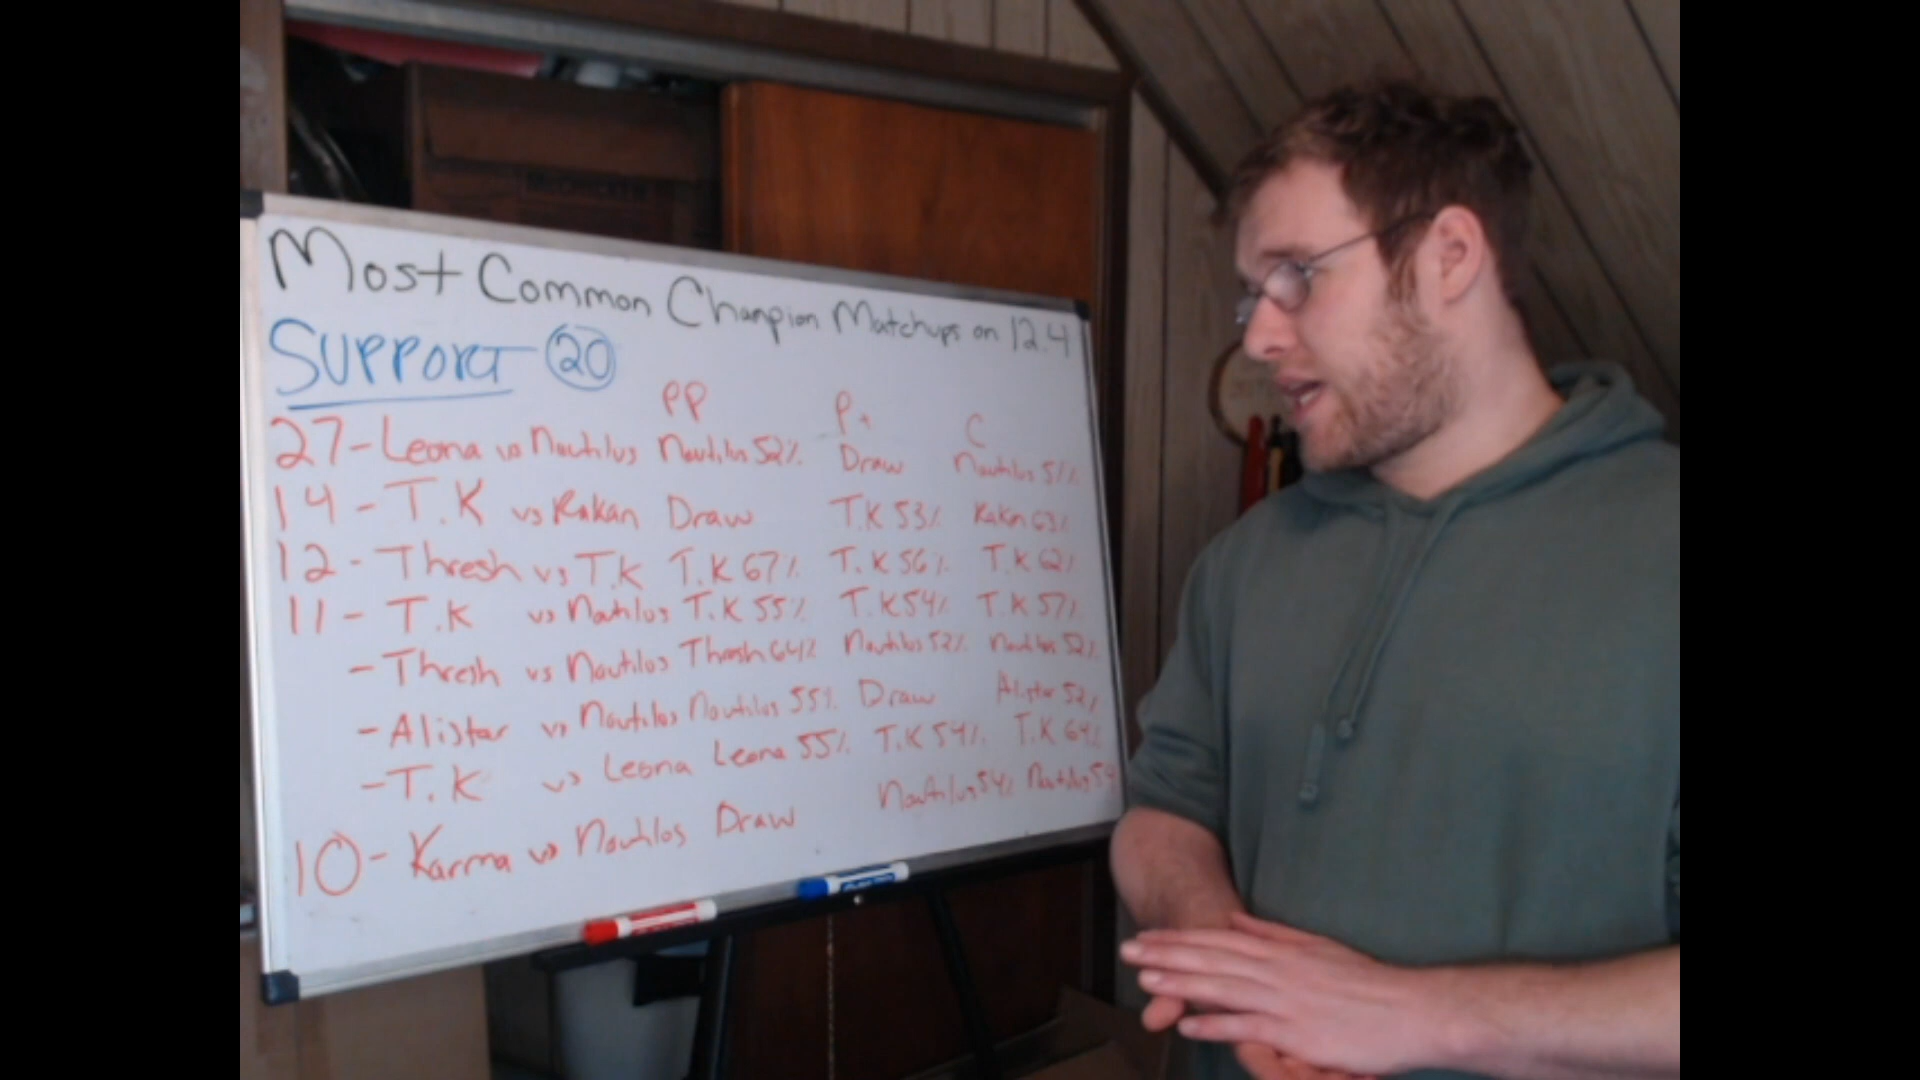 Most Common Champion Matchups on 12.4
SUPPORT 20
PP P+ C
27 - Leona vs Nautilus Nautilus 52% Draw Nautilus 51%
14 - T.K vs Rakan Draw T.K 53% Rakan 63%
12 - Thresh vs T.K T.K 67% T.K 56% T.K 62%
11 - T.K vs Nautilus T.K 55% T.K 54% T.K 57%
- Thresh vs Nautilus Thresh 64% Nautilus 52% Nautilus 52%
- Alistar vs Nautilus Nautilus 55% Draw Alistar 52%
- T.K vs Leona Leona 55% T.K 54% T.K 64%
10 - Karma vs Nautilus Draw Nautilus 54% Nautilus 54